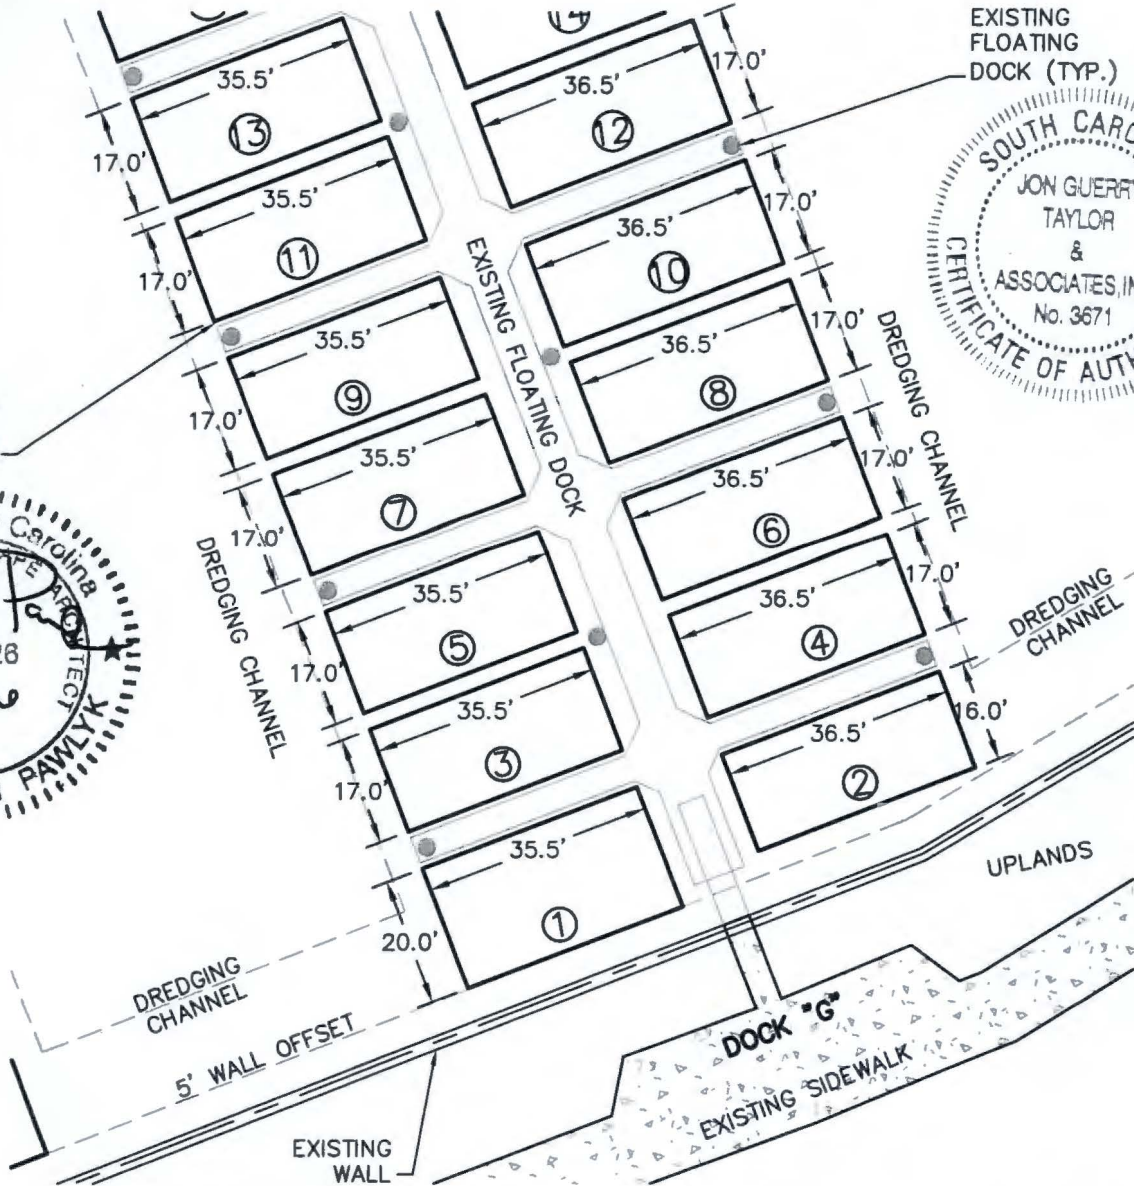 EXISTING
FLOATING
DOCK (TYP.)
14
35.5'
36.5'
17.0'
13
12
17.0'
17.0'
35.5'
36.5'
11
10
17.0'
17.0'
EXISTING FLOATING DOCK
35.5'
36.5'
9
8
17.0'
17.0'
35.5'
36.5'
7
6
17.0'
17.0'
DREDGING CHANNEL
DREDGING CHANNEL
35.5'
36.5'
5
4
17.0'
16.0'
35.5'
36.5'
3
2
17.0'
35.5'
1
20.0'
DREDGING
CHANNEL
DREDGING
CHANNEL
UPLANDS
5' WALL OFFSET
DOCK "G"
EXISTING SIDEWALK
EXISTING
WALL
SOUTH CARO
JON GUERRY
TAYLOR
&
ASSOCIATES, IN
No. 3671
CERTIFICATE OF AUTH
Carolina
PAWLYK